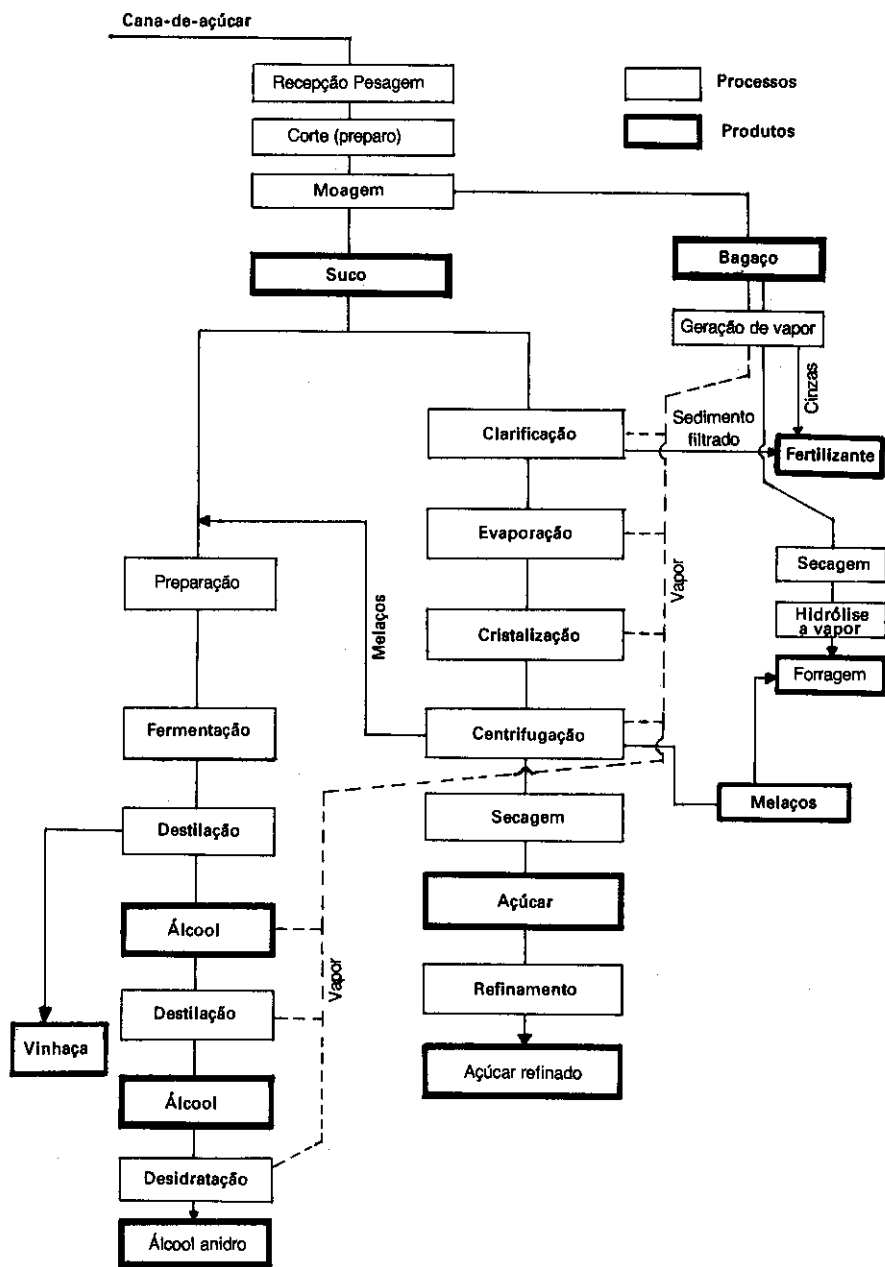 Cana-de-açúcar
Recepção Pesagem
Processos
Corte (preparo)
Produtos
Moagem
Bagaço
Suco
Geração de vapor
Cinzas
Sedimento
filtrado
Clarificação
Fertilizante
Evaporação
Vapor
Secagem
Preparação
Melaços
Hidrólise
a vapor
Cristalização
Forragem
Fermentação
Centrifugação
Melaços
Destilação
Secagem
Álcool
Açúcar
Vapor
Destilação
Refinamento
Vinhaça
Açúcar refinado
Álcool
Desidratação
Álcool anidro